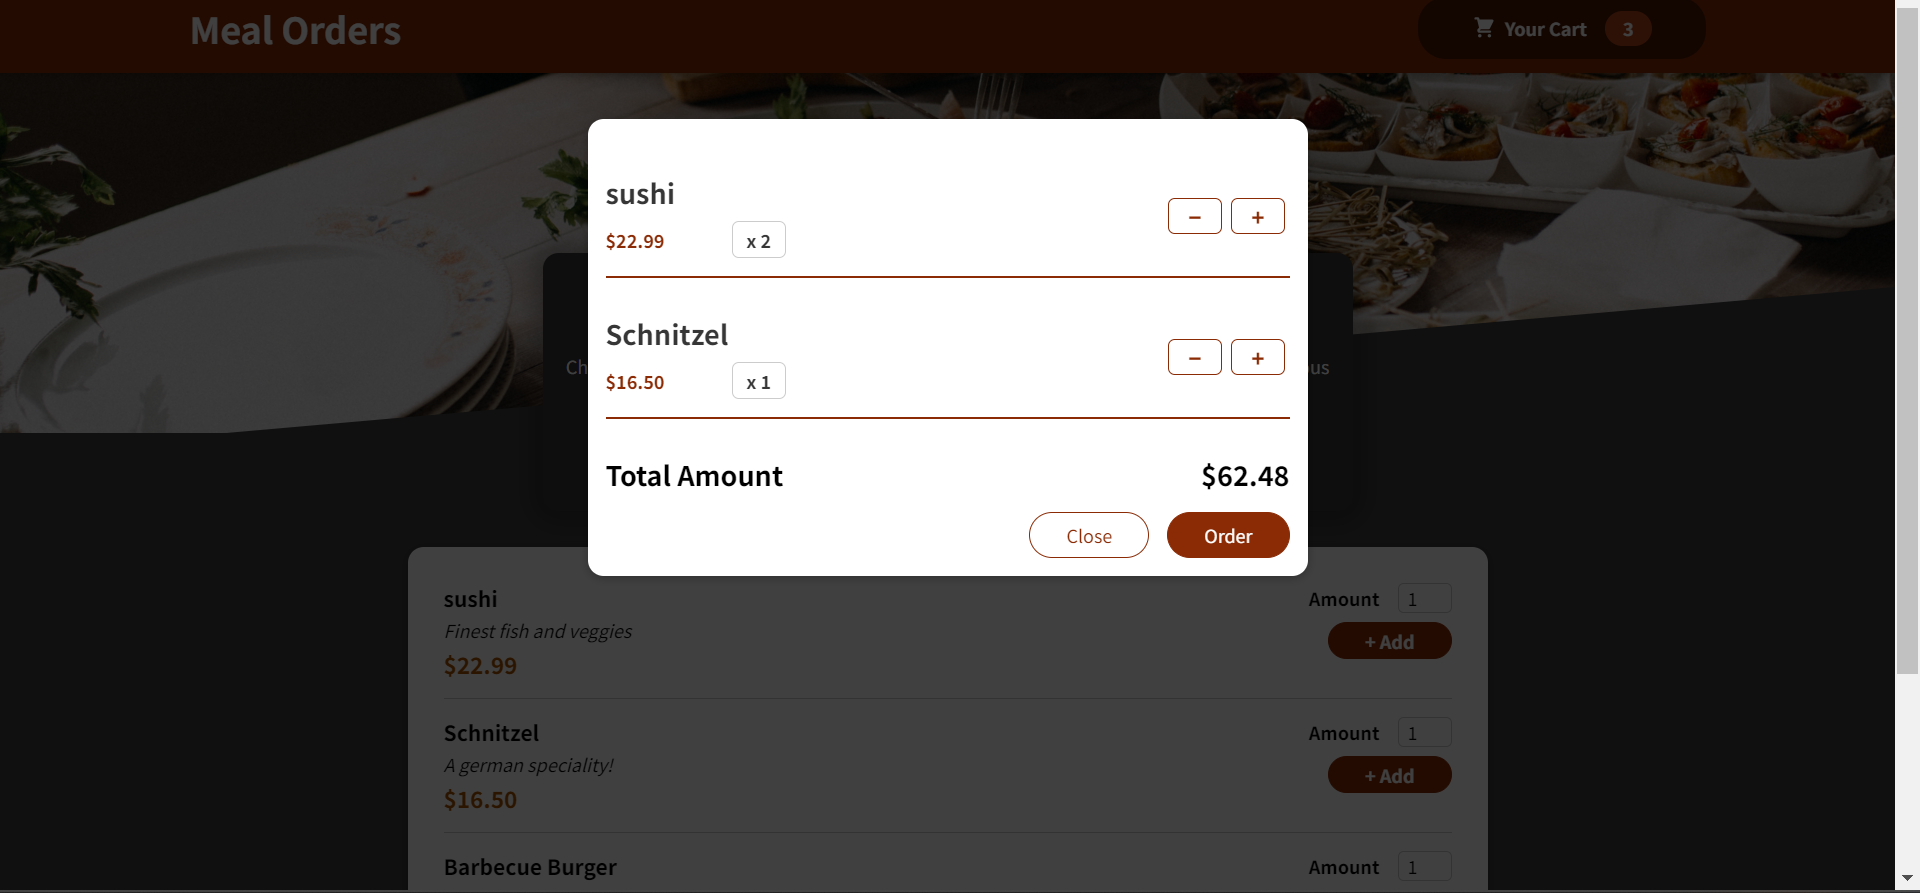 Meal Orders
Your Cart 3
sushi
$22.99 x 2
− +
Schnitzel
$16.50 x 1
− +
Total Amount $62.48
Close Order
sushi
Finest fish and veggies
$22.99
Amount 1
+ Add
Schnitzel
A german speciality!
$16.50
Amount 1
+ Add
Barbecue Burger
Amount 1